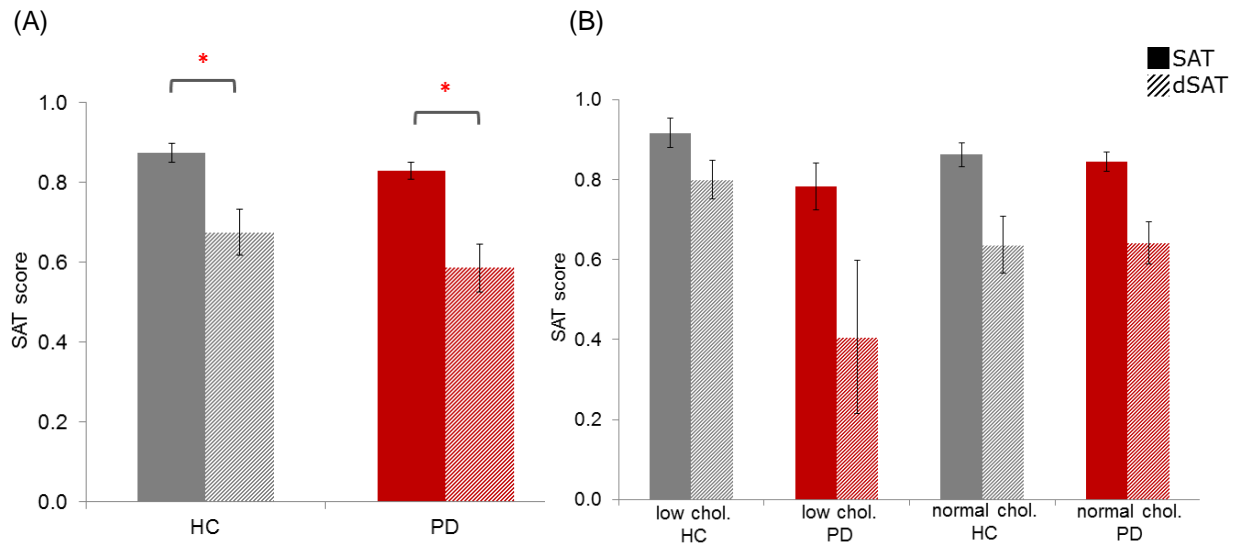 (A)
*
*
SAT score
1.0
0.8
0.6
0.4
0.2
0.0
HC
PD
(B)
SAT
dSAT
SAT score
1.0
0.8
0.6
0.4
0.2
0.0
low chol.
HC
low chol.
PD
normal chol.
HC
normal chol.
PD